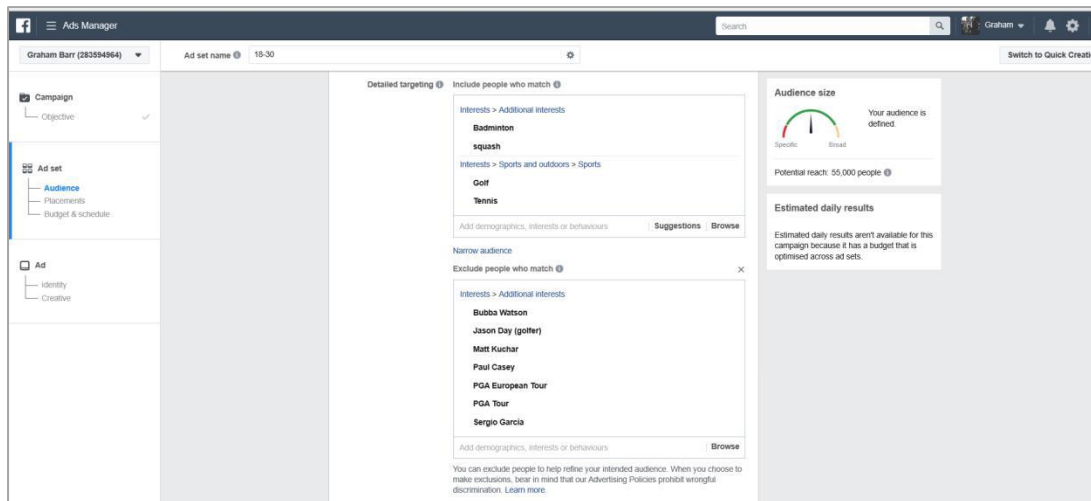 f Ads Manager Search Graham
Graham Barr (283594964) Ad set name 18-30 Switch to Quick Creati
Campaign
Objective
Ad set
Audience
Placements
Budget & schedule
Ad
Identity
Creative
Detailed targeting Include people who match
Interests > Additional interests
Badminton
squash
Interests > Sports and outdoors > Sports
Golf
Tennis
Add demographics, interests or behaviours Suggestions Browse
Narrow audience
Exclude people who match
Interests > Additional interests
Bubba Watson
Jason Day (golfer)
Matt Kuchar
Paul Casey
PGA European Tour
PGA Tour
Sergio García
Add demographics, interests or behaviours Browse
You can exclude people to help refine your intended audience. When you choose to
make exclusions, bear in mind that our Advertising Policies prohibit wrongful
discrimination. Learn more.
Audience size
Your audience is
defined.
Specific Broad
Potential reach: 55,000 people
Estimated daily results
Estimated daily results aren't available for this
campaign because it has a budget that is
optimised across ad sets.